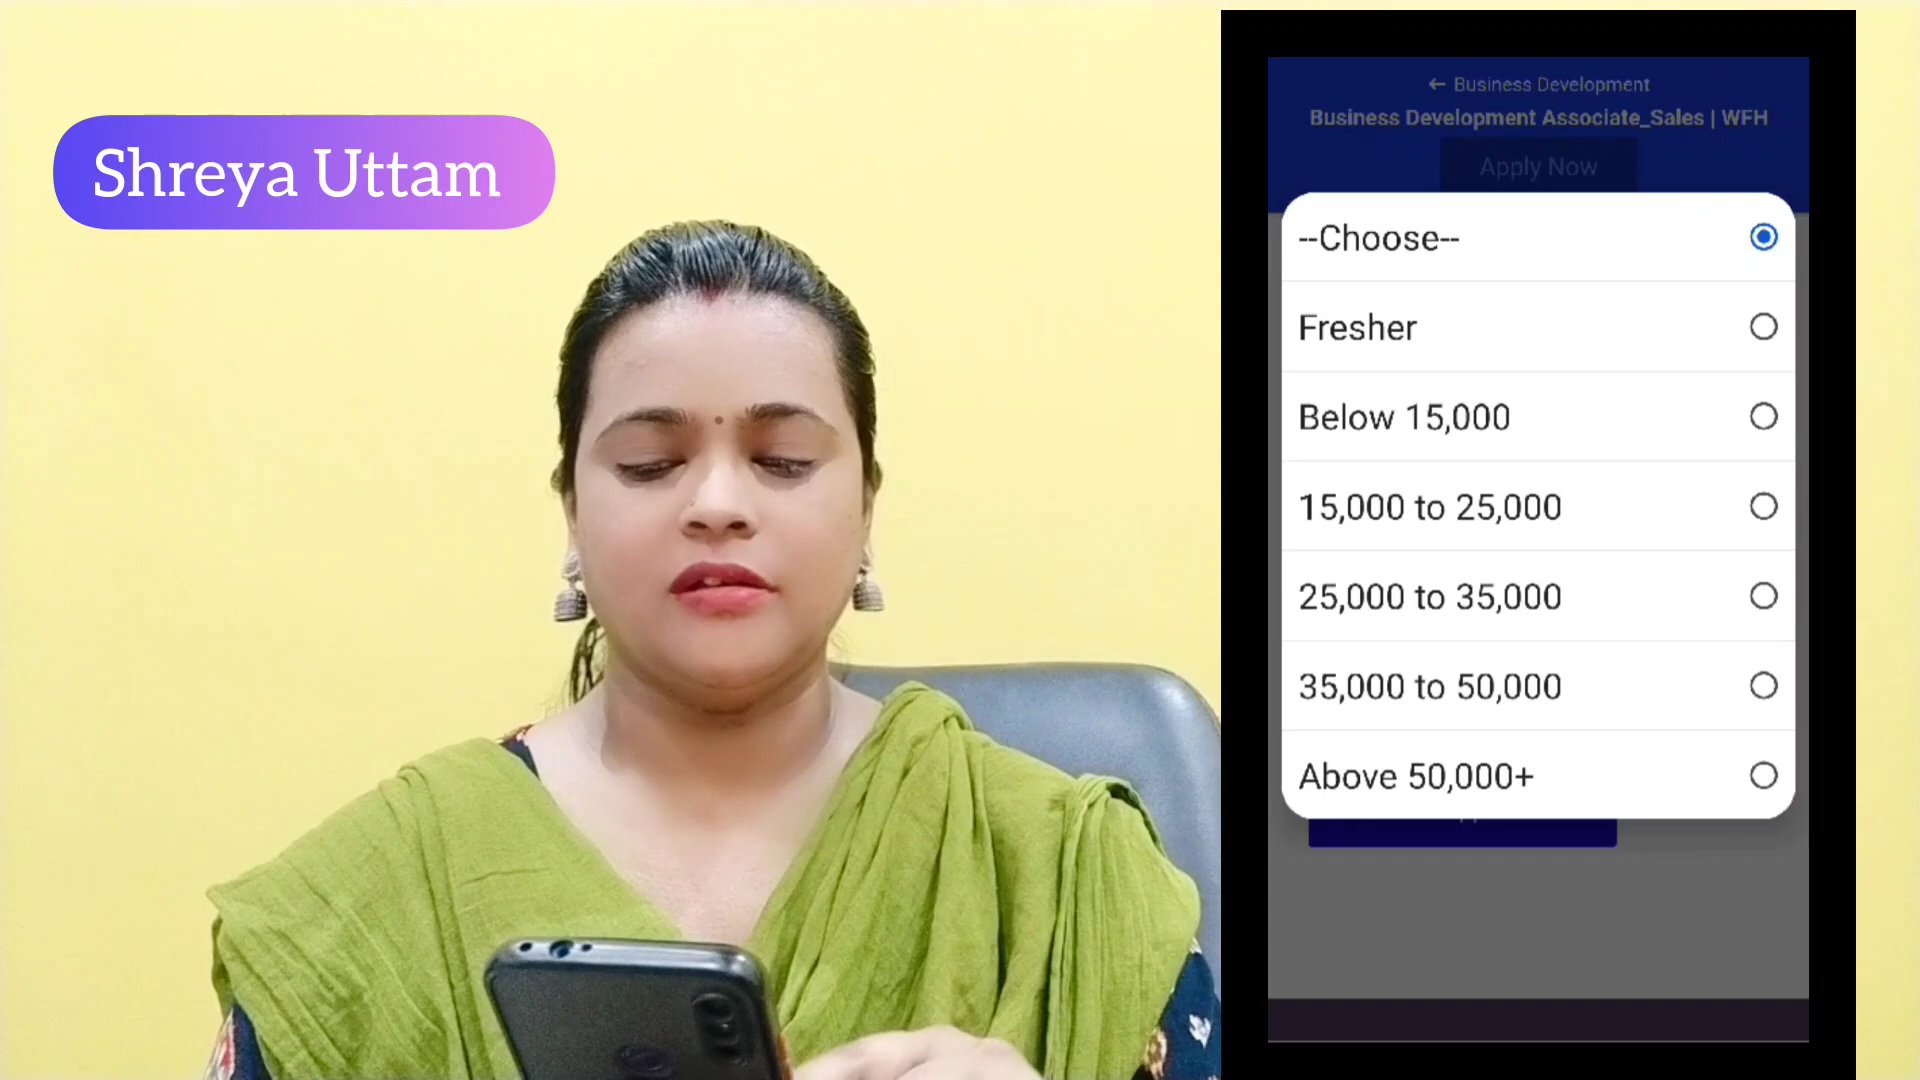 Shreya Uttam
← Business Development
Business Development Associate_Sales | WFH
Apply Now
--Choose--
Fresher
Below 15,000
15,000 to 25,000
25,000 to 35,000
35,000 to 50,000
Above 50,000+